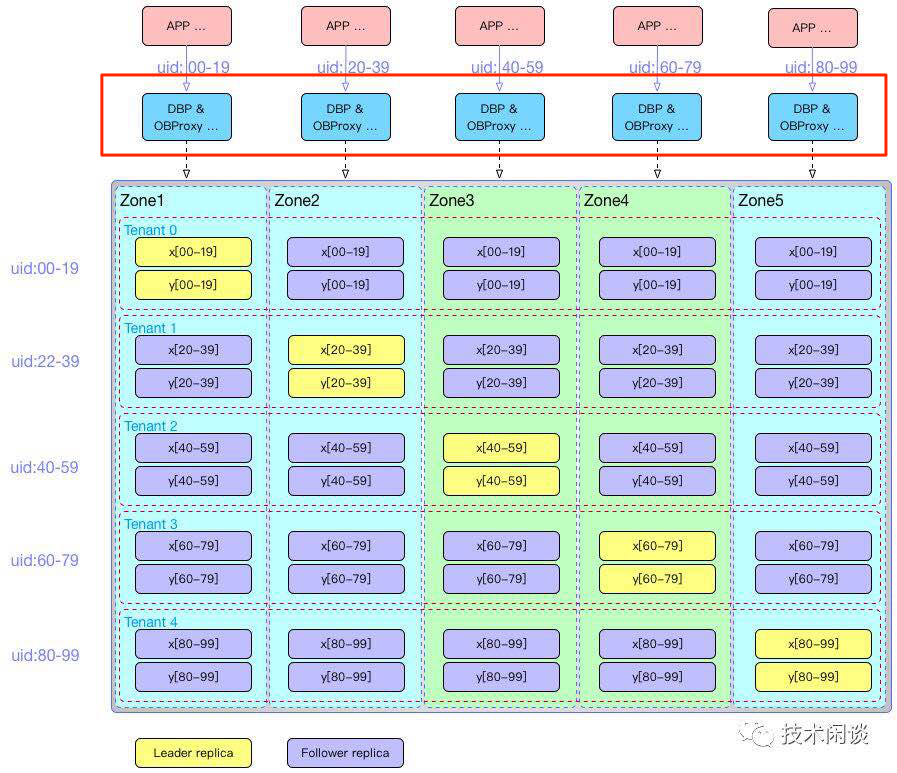 APP ... APP ... APP ... APP ... APP ...
uid: 00-19 uid: 20-39 uid: 40-59 uid: 60-79 uid: 80-99
DBP & DBP & DBP & DBP & DBP &
OBProxy ... OBProxy ... OBProxy ... OBProxy ... OBProxy ...
Zone1 Zone2 Zone3 Zone4 Zone5
Tenant 0
x[00-19] x[00-19] x[00-19] x[00-19] x[00-19]
uid:00-19
y[00-19] y[00-19] y[00-19] y[00-19] y[00-19]
Tenant 1
x[20-39] x[20-39] x[20-39] x[20-39] x[20-39]
uid:22-39
y[20-39] y[20-39] y[20-39] y[20-39] y[20-39]
Tenant 2
x[40-59] x[40-59] x[40-59] x[40-59] x[40-59]
uid:40-59
y[40-59] y[40-59] y[40-59] y[40-59] y[40-59]
Tenant 3
x[60-79] x[60-79] x[60-79] x[60-79] x[60-79]
uid:60-79
y[60-79] y[60-79] y[60-79] y[60-79] y[60-79]
Tenant 4
x[80-99] x[80-99] x[80-99] x[80-99] x[80-99]
uid:80-99
y[80-99] y[80-99] y[80-99] y[80-99] y[80-99]
技术闲谈
Leader replica Follower replica